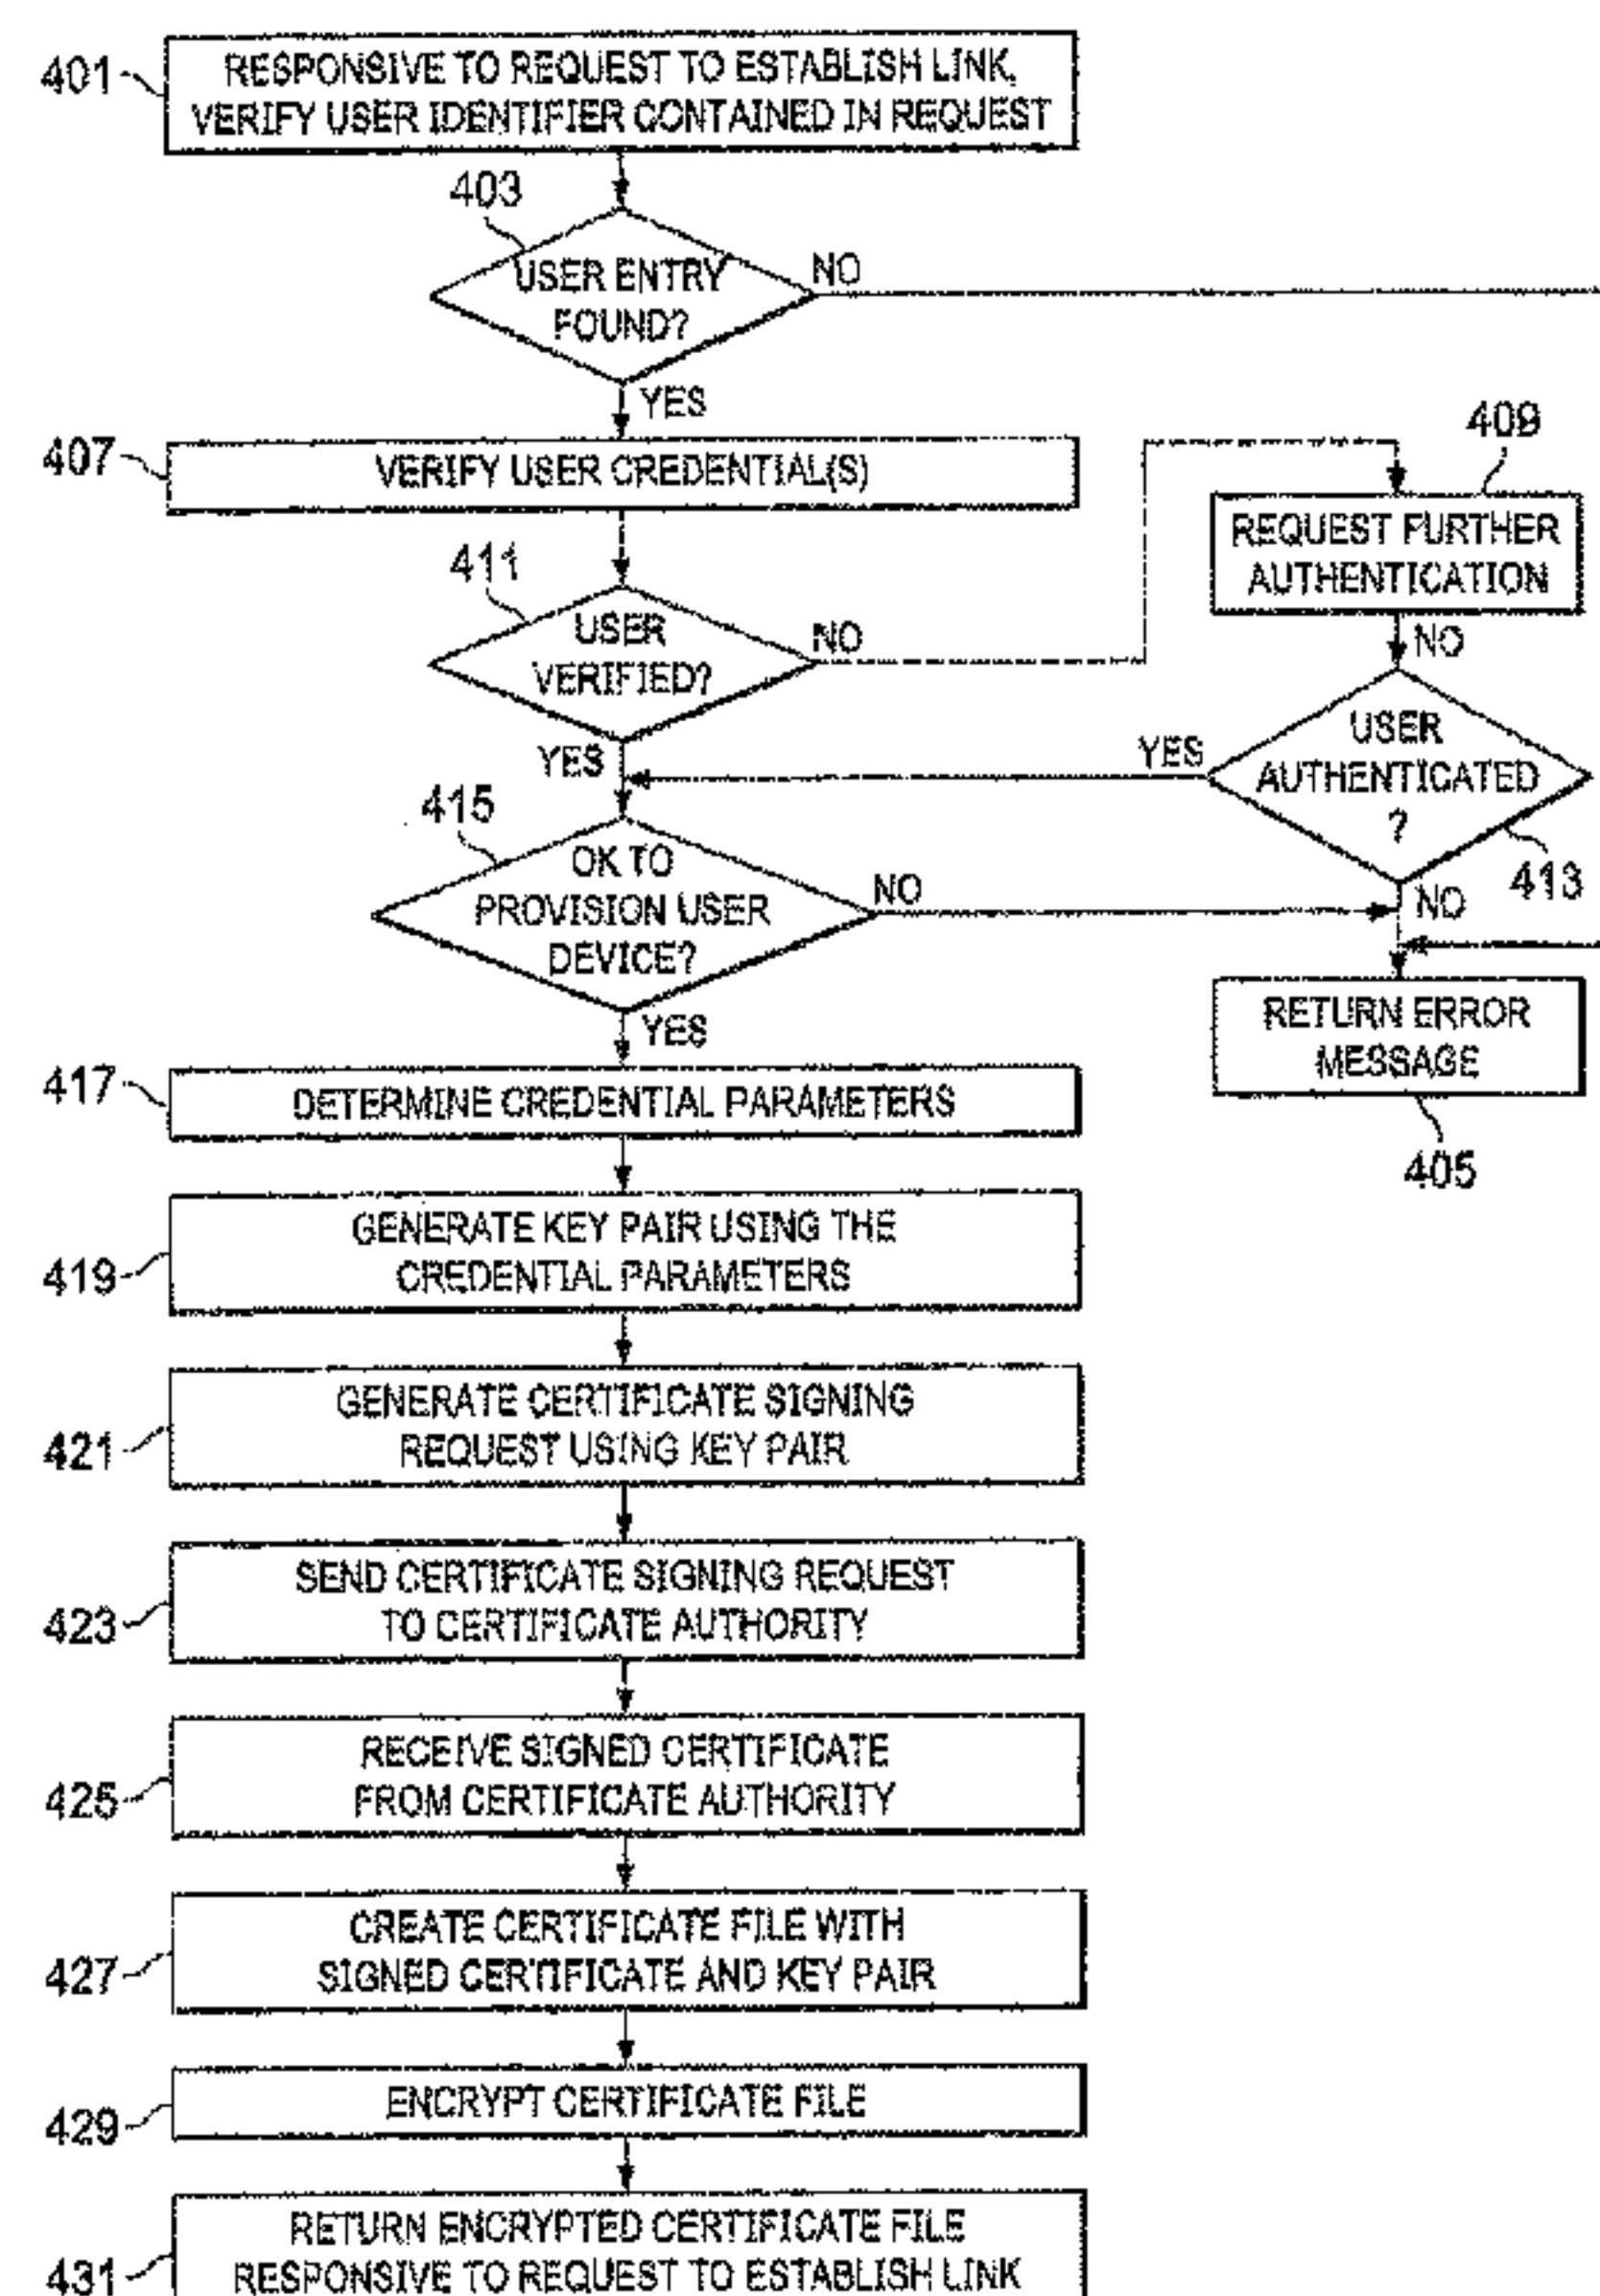 401
RESPONSIVE TO REQUEST TO ESTABLISH LINK,
VERIFY USER IDENTIFIER CONTAINED IN REQUEST
403
USER ENTRY
FOUND?
NO
YES
407
VERIFY USER CREDENTIAL(S)
409
REQUEST FURTHER
AUTHENTICATION
NO
411
USER
VERIFIED?
NO
YES
USER
AUTHENTICATED
?
YES
413
NO
415
OK TO
PROVISION USER
DEVICE?
NO
YES
RETURN ERROR
MESSAGE
405
417
DETERMINE CREDENTIAL PARAMETERS
419
GENERATE KEY PAIR USING THE
CREDENTIAL PARAMETERS
421
GENERATE CERTIFICATE SIGNING
REQUEST USING KEY PAIR
423
SEND CERTIFICATE SIGNING REQUEST
TO CERTIFICATE AUTHORITY
425
RECEIVE SIGNED CERTIFICATE
FROM CERTIFICATE AUTHORITY
427
CREATE CERTIFICATE FILE WITH
SIGNED CERTIFICATE AND KEY PAIR
429
ENCRYPT CERTIFICATE FILE
431
RETURN ENCRYPTED CERTIFICATE FILE
RESPONSIVE TO REQUEST TO ESTABLISH LINK